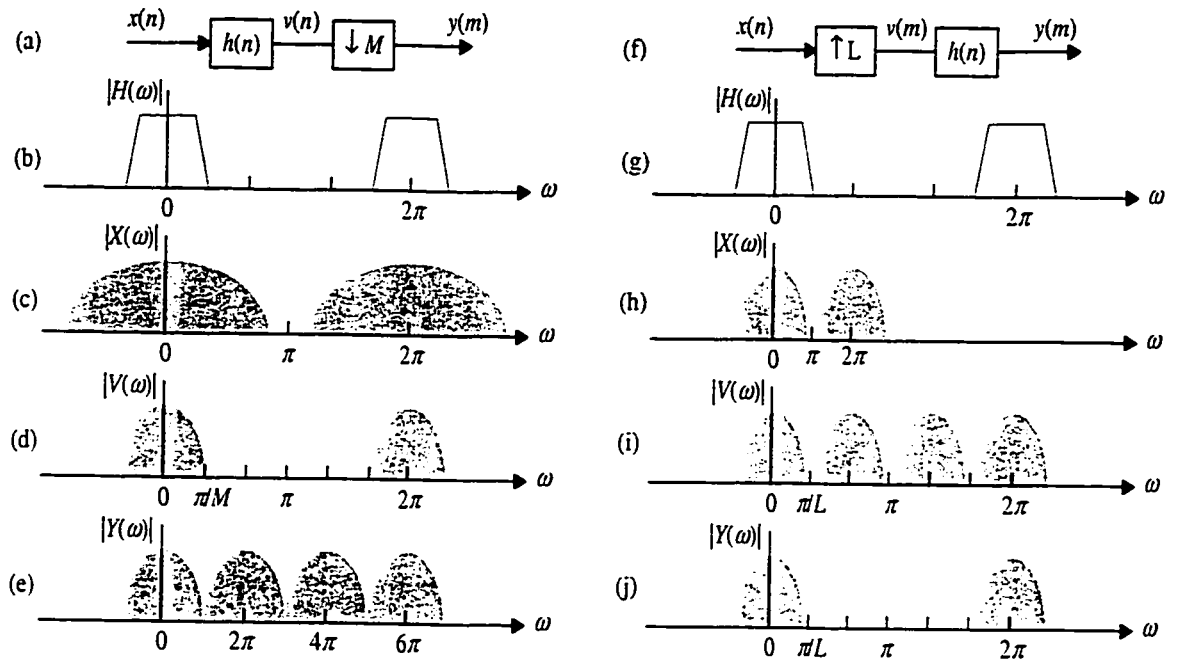 (a) x(n) h(n) v(n) ↓M y(m)
(b) |H(ω)| 0 2π ω
(c) |X(ω)| 0 π 2π ω
(d) |V(ω)| 0 π/M π 2π ω
(e) |Y(ω)| 0 2π 4π 6π ω
(f) x(n) ↑L v(m) h(n) y(m)
(g) |H(ω)| 0 2π ω
(h) |X(ω)| 0 π 2π ω
(i) |V(ω)| 0 π/L π 2π ω
(j) |Y(ω)| 0 π/L π 2π ω